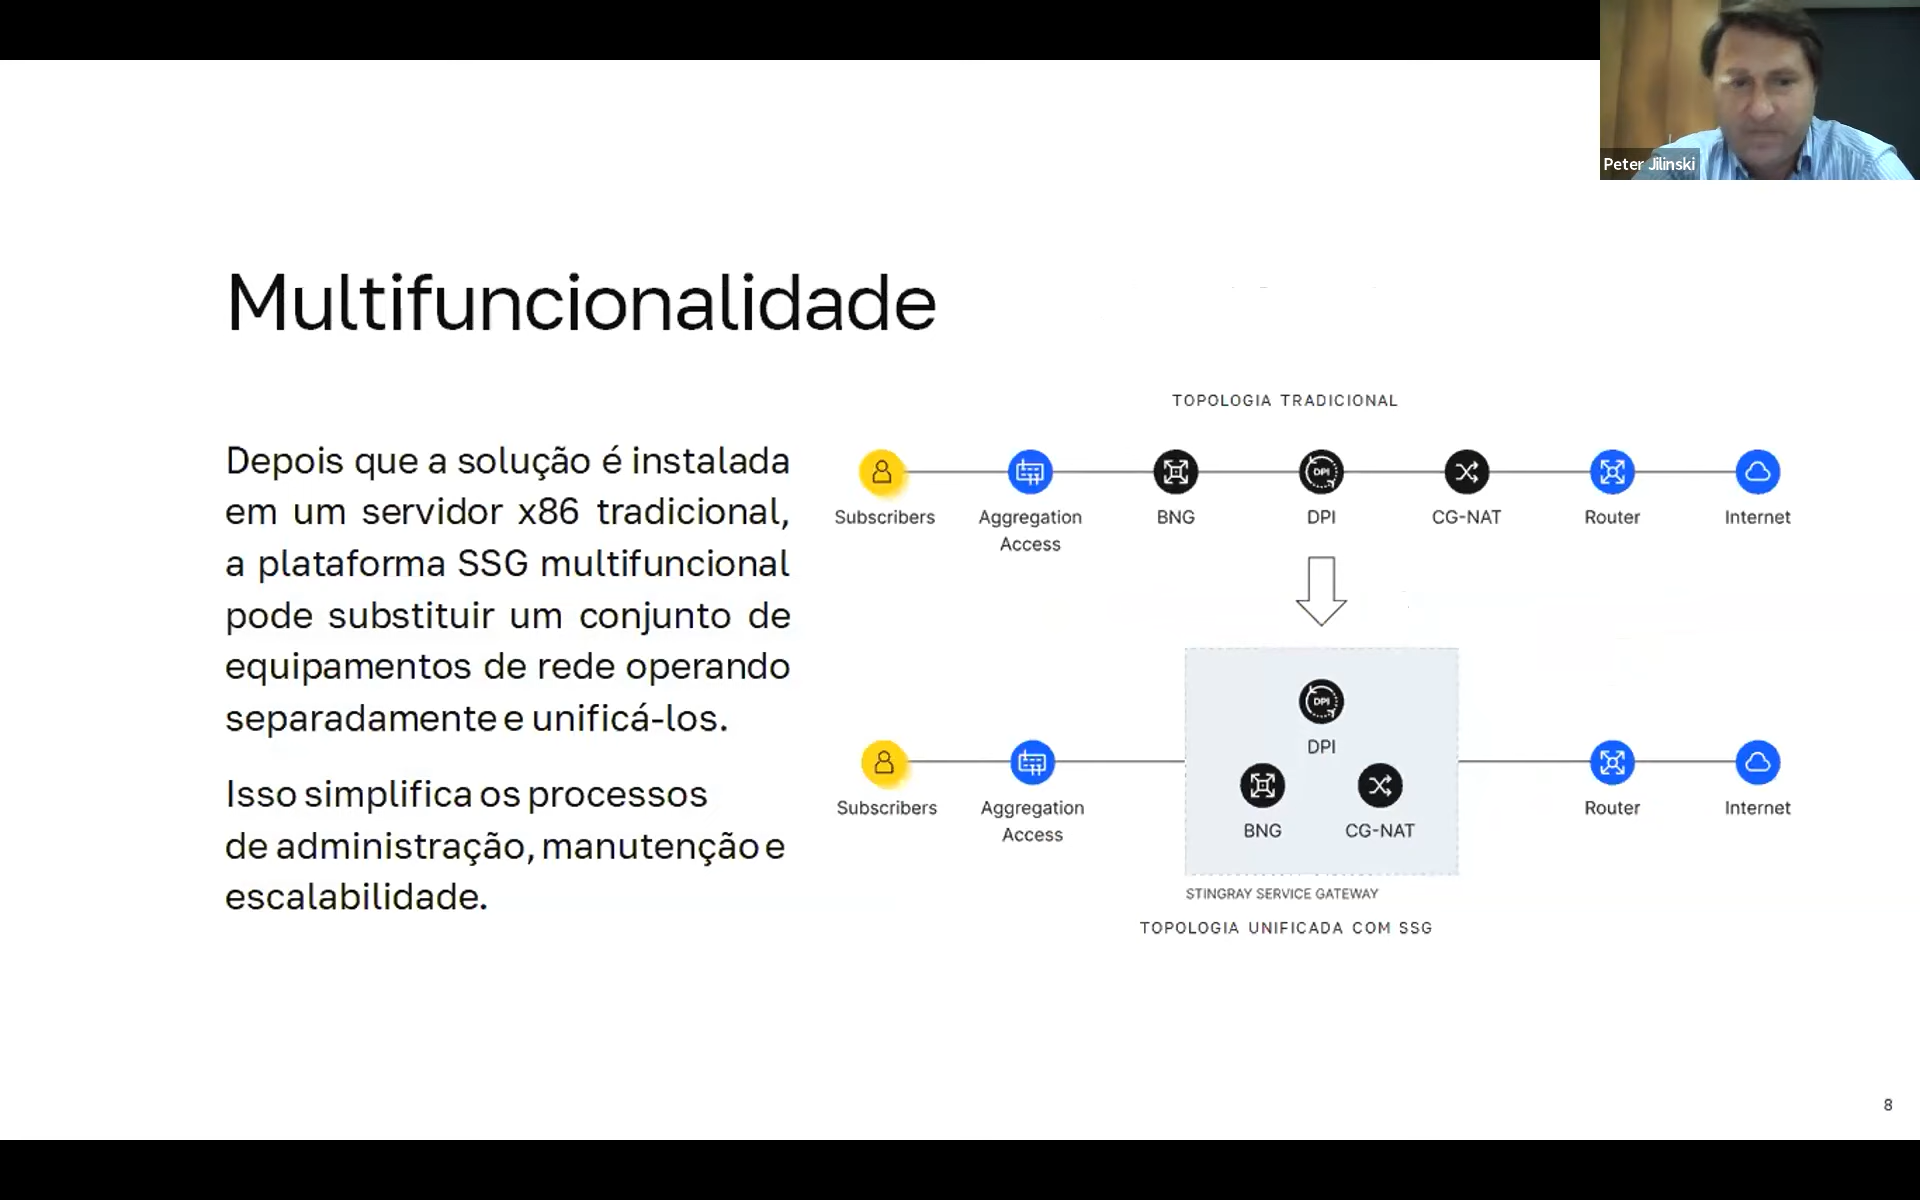 Peter Jilinski
Multifuncionalidade
Depois que a solução é instalada
em um servidor x86 tradicional,
a plataforma SSG multifuncional
pode substituir um conjunto de
equipamentos de rede operando
separadamente e unificá-los.
Isso simplifica os processos
de administração, manutenção e
escalabilidade.
TOPOLOGIA TRADICIONAL
DPI
Subscribers
Aggregation
Access
BNG
DPI
CG-NAT
Router
Internet
DPI
DPI
BNG
CG-NAT
Subscribers
Aggregation
Access
Router
Internet
STINGRAY SERVICE GATEWAY
TOPOLOGIA UNIFICADA COM SSG
8